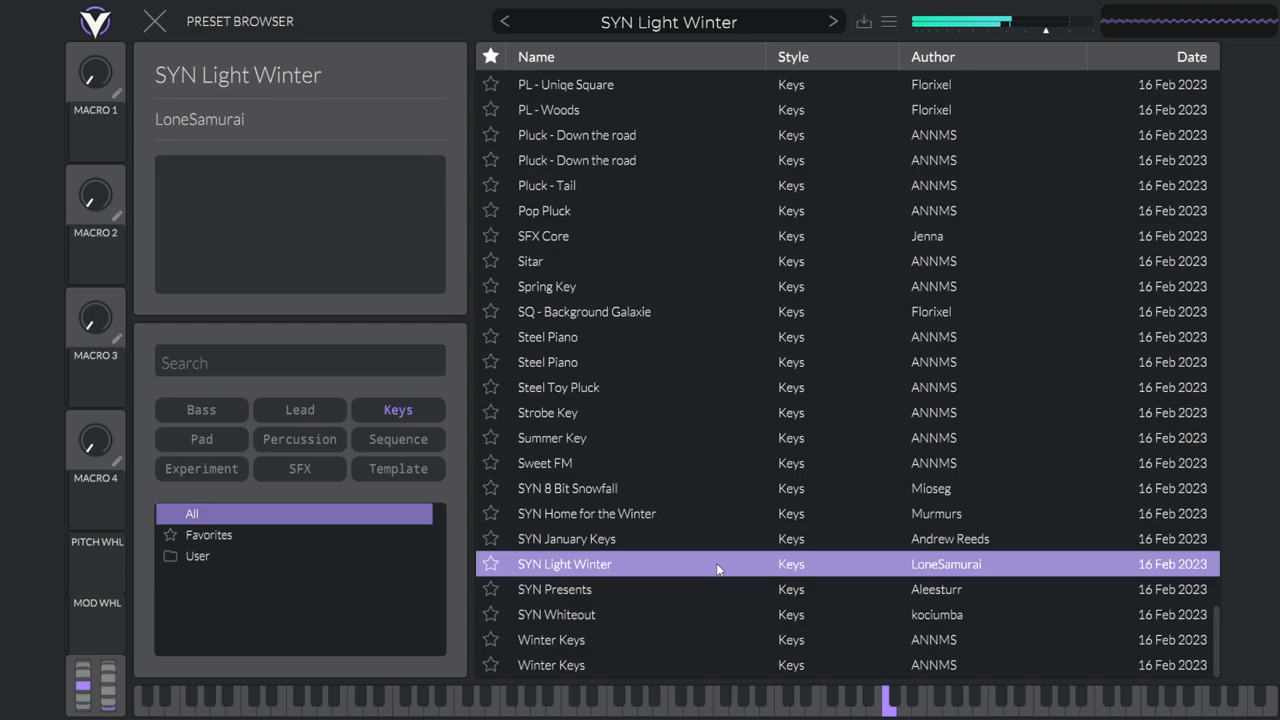 PRESET BROWSER
SYN Light Winter
MACRO 1
MACRO 2
MACRO 3
MACRO 4
PITCH WHL
MOD WHL
SYN Light Winter
LoneSamurai
Search
Bass Lead Keys
Pad Percussion Sequence
Experiment SFX Template
All
Favorites
User
Name Style Author Date
PL - Uniqe Square Keys Florixel 16 Feb 2023
PL - Woods Keys Florixel 16 Feb 2023
Pluck - Down the road Keys ANNMS 16 Feb 2023
Pluck - Down the road Keys ANNMS 16 Feb 2023
Pluck - Tail Keys ANNMS 16 Feb 2023
Pop Pluck Keys ANNMS 16 Feb 2023
SFX Core Keys Jenna 16 Feb 2023
Sitar Keys ANNMS 16 Feb 2023
Spring Key Keys ANNMS 16 Feb 2023
SQ - Background Galaxie Keys Florixel 16 Feb 2023
Steel Piano Keys ANNMS 16 Feb 2023
Steel Piano Keys ANNMS 16 Feb 2023
Steel Toy Pluck Keys ANNMS 16 Feb 2023
Strobe Key Keys ANNMS 16 Feb 2023
Summer Key Keys ANNMS 16 Feb 2023
Sweet FM Keys ANNMS 16 Feb 2023
SYN 8 Bit Snowfall Keys Mioseg 16 Feb 2023
SYN Home for the Winter Keys Murmurs 16 Feb 2023
SYN January Keys Keys Andrew Reeds 16 Feb 2023
SYN Light Winter Keys LoneSamurai 16 Feb 2023
SYN Presents Keys Aleesturr 16 Feb 2023
SYN Whiteout Keys kociumba 16 Feb 2023
Winter Keys Keys ANNMS 16 Feb 2023
Winter Keys Keys ANNMS 16 Feb 2023